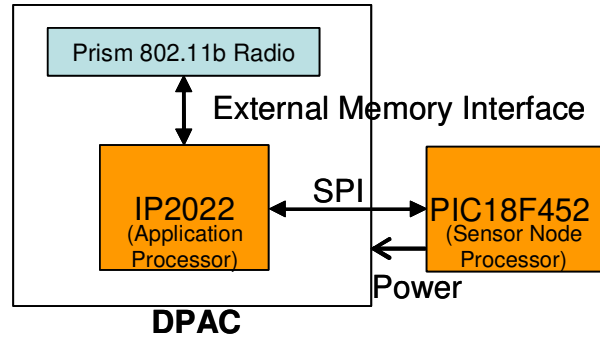 Prism 802.11b Radio
External Memory Interface
IP2022
(Application
Processor)
SPI
PIC18F452
(Sensor Node
Processor)
Power
DPAC